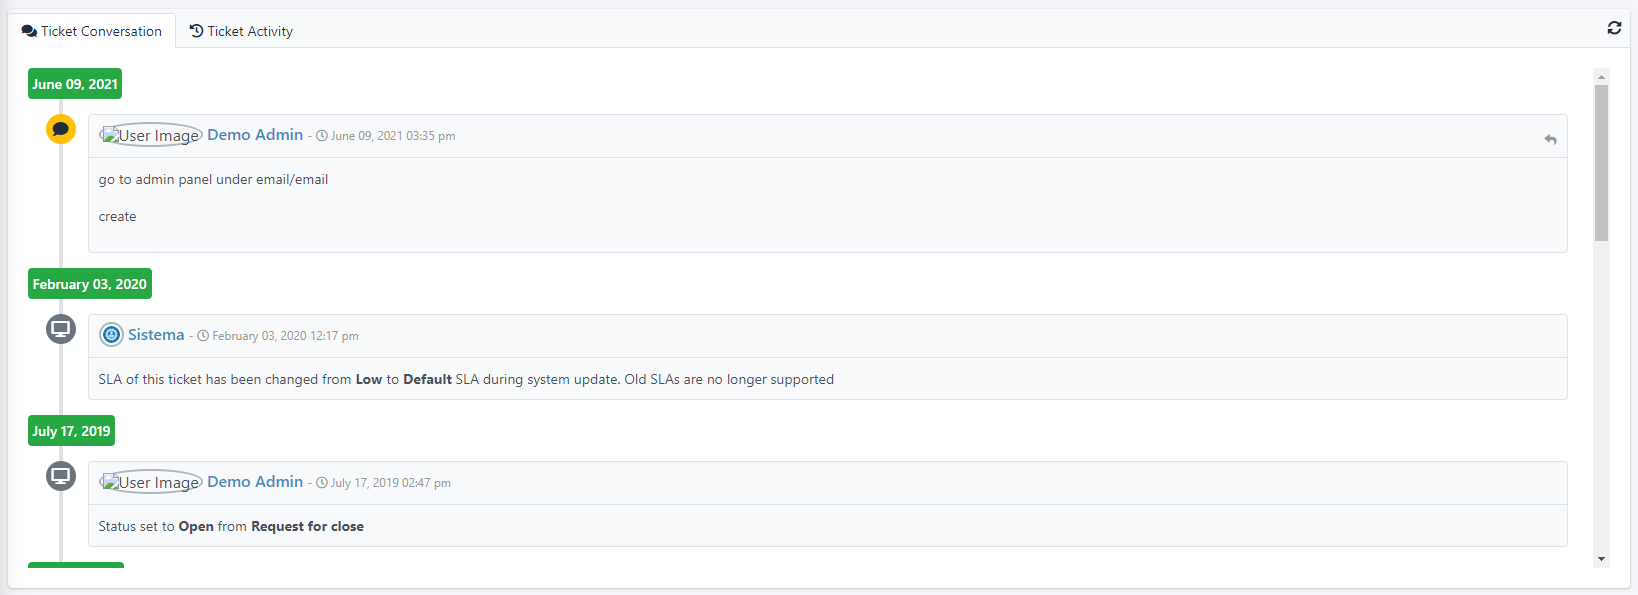 Ticket Conversation Ticket Activity
June 09, 2021
User Image Demo Admin - June 09, 2021 03:35 pm
go to admin panel under email/email
create
February 03, 2020
Sistema - February 03, 2020 12:17 pm
SLA of this ticket has been changed from Low to Default SLA during system update. Old SLAs are no longer supported
July 17, 2019
User Image Demo Admin - July 17, 2019 02:47 pm
Status set to Open from Request for close